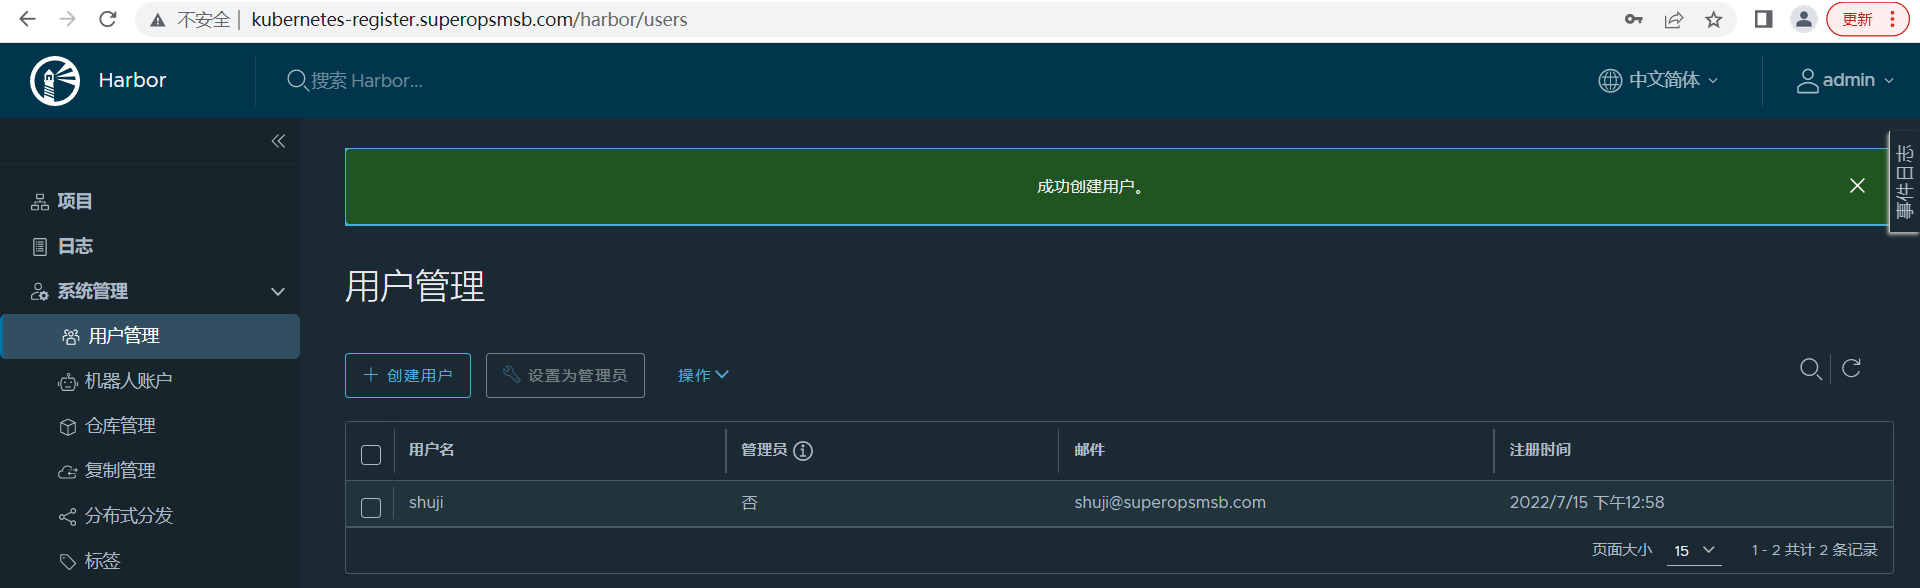 不安全 kubernetes-register.superopsmsb.com/harbor/users 更新
Harbor 搜索 Harbor... 中文简体 admin
事件日志
成功创建用户。
项目
日志
系统管理
用户管理
机器人账户
仓库管理
复制管理
分布式分发
标签
用户管理
创建用户 设置为管理员 操作
用户名 管理员 邮件 注册时间
shuji 否 shuji@superopsmsb.com 2022/7/15 下午12:58
页面大小 15 1 - 2 共计 2 条记录